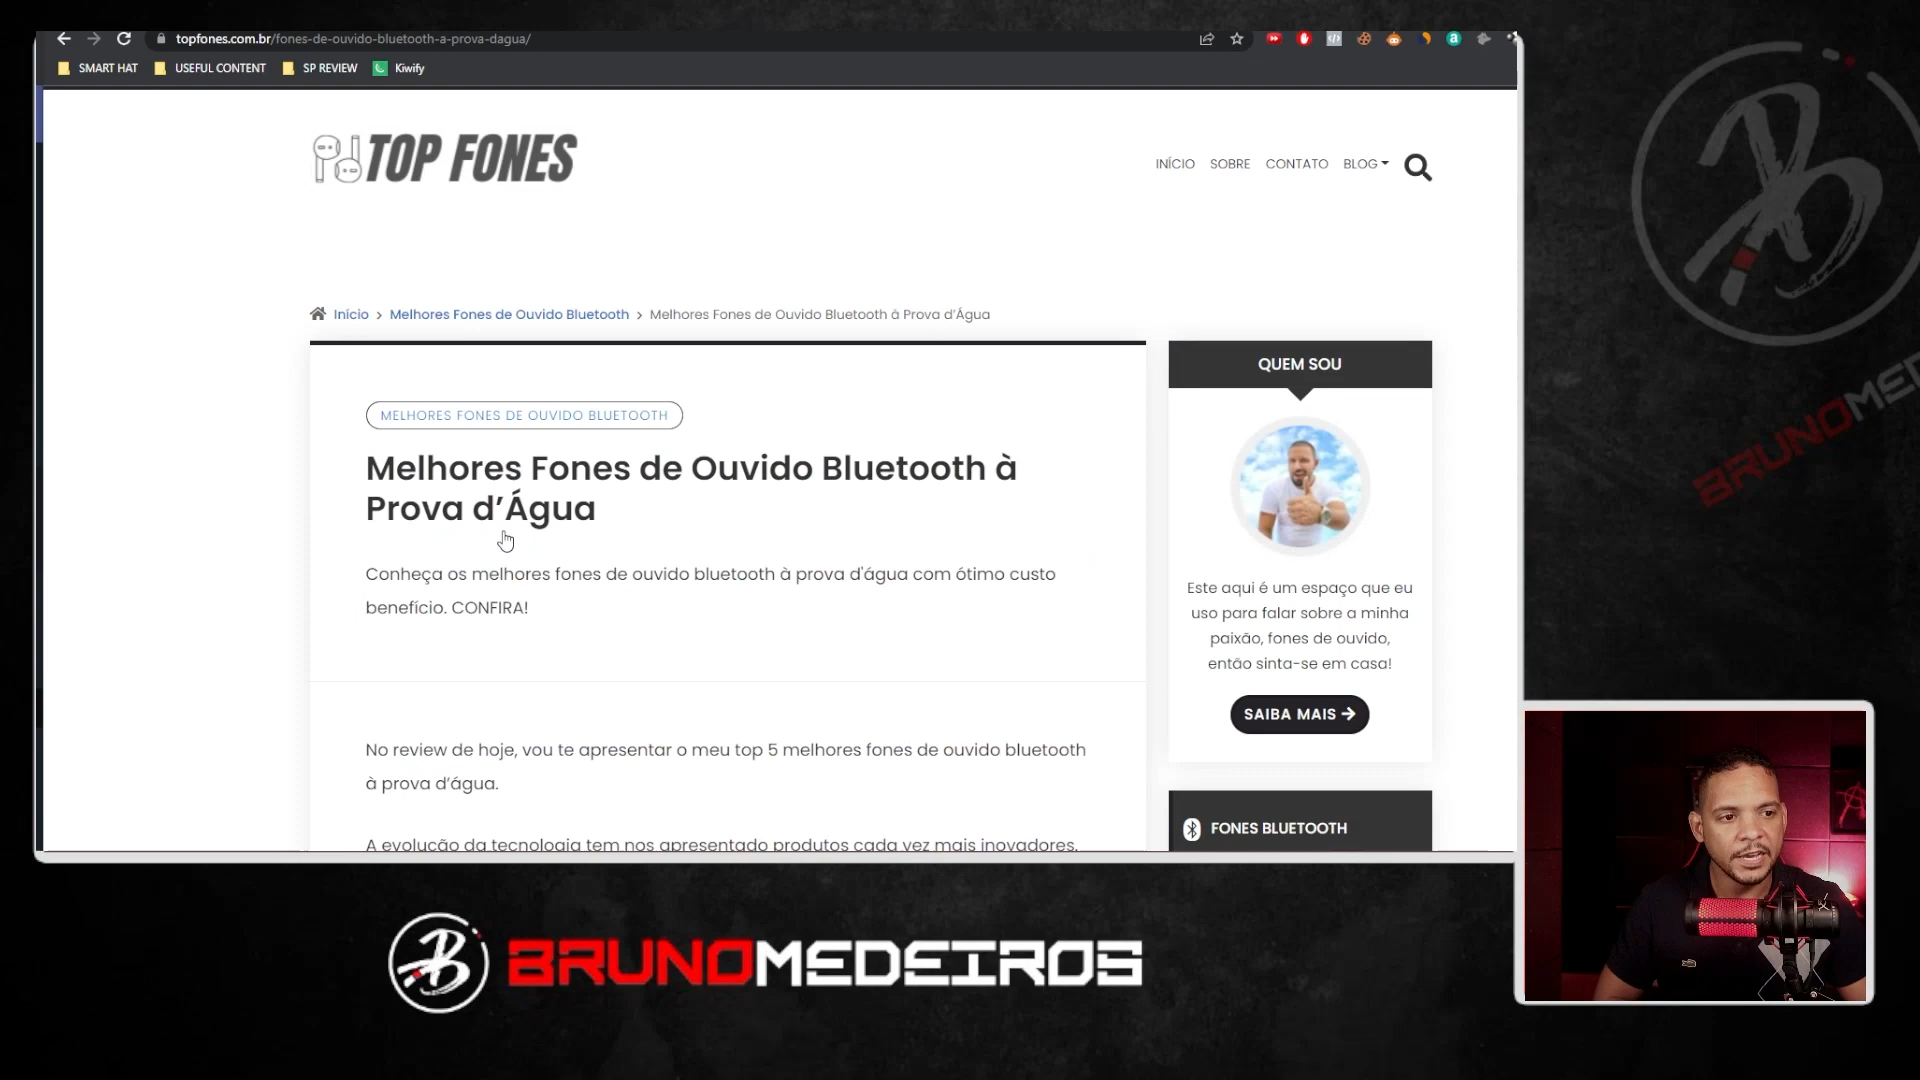 topfones.com.br/fones-de-ouvido-bluetooth-a-prova-dagua/
SMART HAT
USEFUL CONTENT
SP REVIEW
Kiwify
TOP FONES
INÍCIO
SOBRE
CONTATO
BLOG
Início > Melhores Fones de Ouvido Bluetooth > Melhores Fones de Ouvido Bluetooth à Prova d’Água
MELHORES FONES DE OUVIDO BLUETOOTH
Melhores Fones de Ouvido Bluetooth à
Prova d’Água
Conheça os melhores fones de ouvido bluetooth à prova d'água com ótimo custo
benefício. CONFIRA!
No review de hoje, vou te apresentar o meu top 5 melhores fones de ouvido bluetooth
à prova d’água.
A evolução da tecnologia tem nos apresentado produtos cada vez mais inovadores.
QUEM SOU
Este aqui é um espaço que eu
uso para falar sobre a minha
paixão, fones de ouvido,
então sinta-se em casa!
SAIBA MAIS →
FONES BLUETOOTH
BRUNOMED
BRUNOMEDEIROS